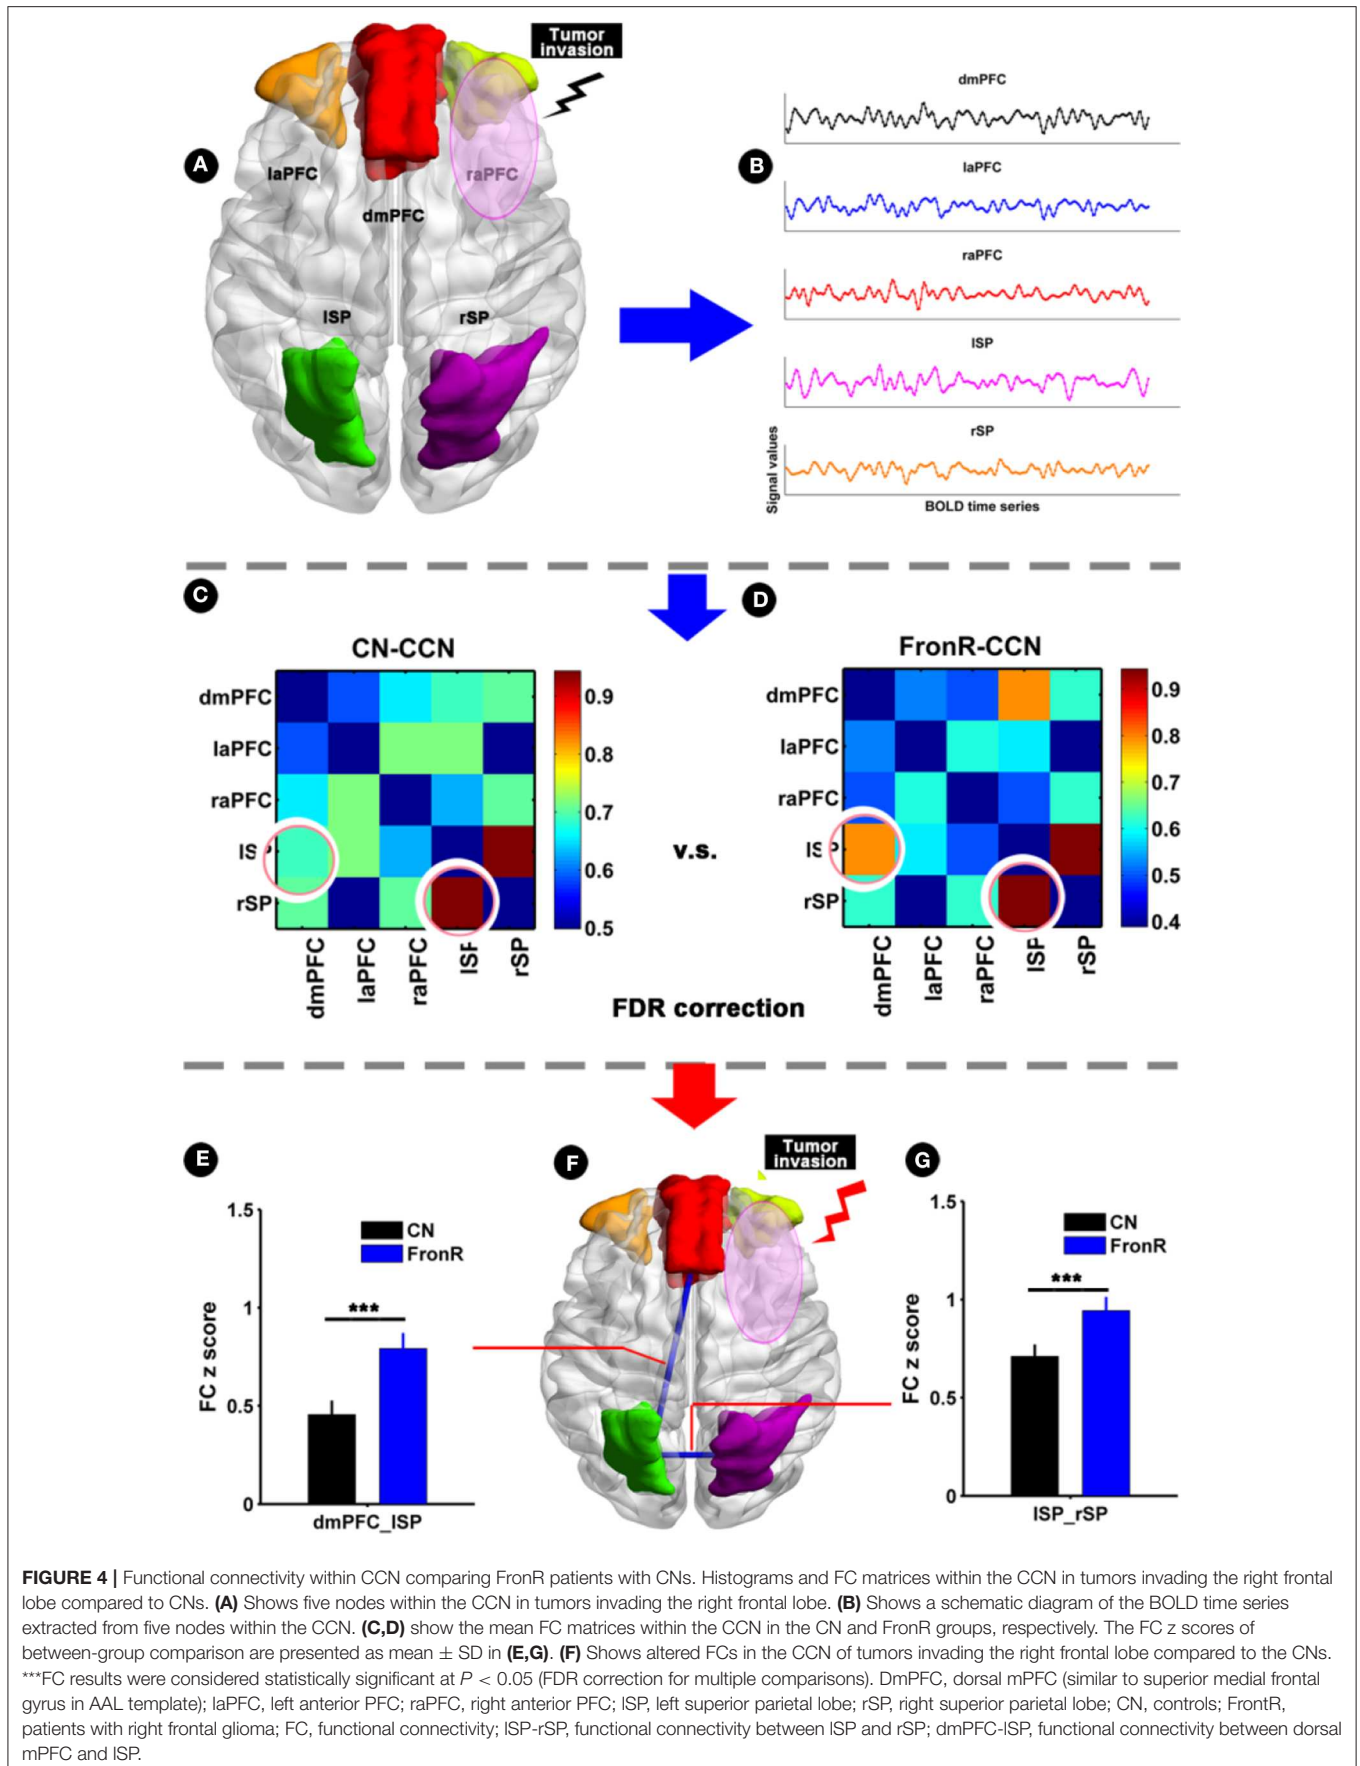 Tumor
invasion
A
laPFC
raPFC
dmPFC
lSP
rSP
B
dmPFC
laPFC
raPFC
lSP
rSP
Signal values
BOLD time series
C
CN-CCN
dmPFC
laPFC
raPFC
rSP
0.9
0.8
0.7
0.6
0.5
dmPFC
laPFC
raPFC
rSP
v.s.
FDR correction
D
FronR-CCN
dmPFC
laPFC
raPFC
rSP
0.9
0.8
0.7
0.6
0.5
0.4
dmPFC
laPFC
raPFC
rSP
E
1.5
1
0.5
0
FC z score
CN
FronR
***
dmPFC_lSP
F
Tumor
invasion
G
1.5
1
0.5
0
FC z score
CN
FronR
***
lSP_rSP
FIGURE 4 | Functional connectivity within CCN comparing FronR patients with CNs. Histograms and FC matrices within the CCN in tumors invading the right frontal
lobe compared to CNs. (A) Shows five nodes within the CCN in tumors invading the right frontal lobe. (B) Shows a schematic diagram of the BOLD time series
extracted from five nodes within the CCN. (C,D) show the mean FC matrices within the CCN in the CN and FronR groups, respectively. The FC z scores of
between-group comparison are presented as mean ± SD in (E,G). (F) Shows altered FCs in the CCN of tumors invading the right frontal lobe compared to the CNs.
***FC results were considered statistically significant at P < 0.05 (FDR correction for multiple comparisons). DmPFC, dorsal mPFC (similar to superior medial frontal
gyrus in AAL template); laPFC, left anterior PFC; raPFC, right anterior PFC; lSP, left superior parietal lobe; rSP, right superior parietal lobe; CN, controls; FrontR,
patients with right frontal glioma; FC, functional connectivity; lSP-rSP, functional connectivity between lSP and rSP; dmPFC-lSP, functional connectivity between dorsal
mPFC and lSP.